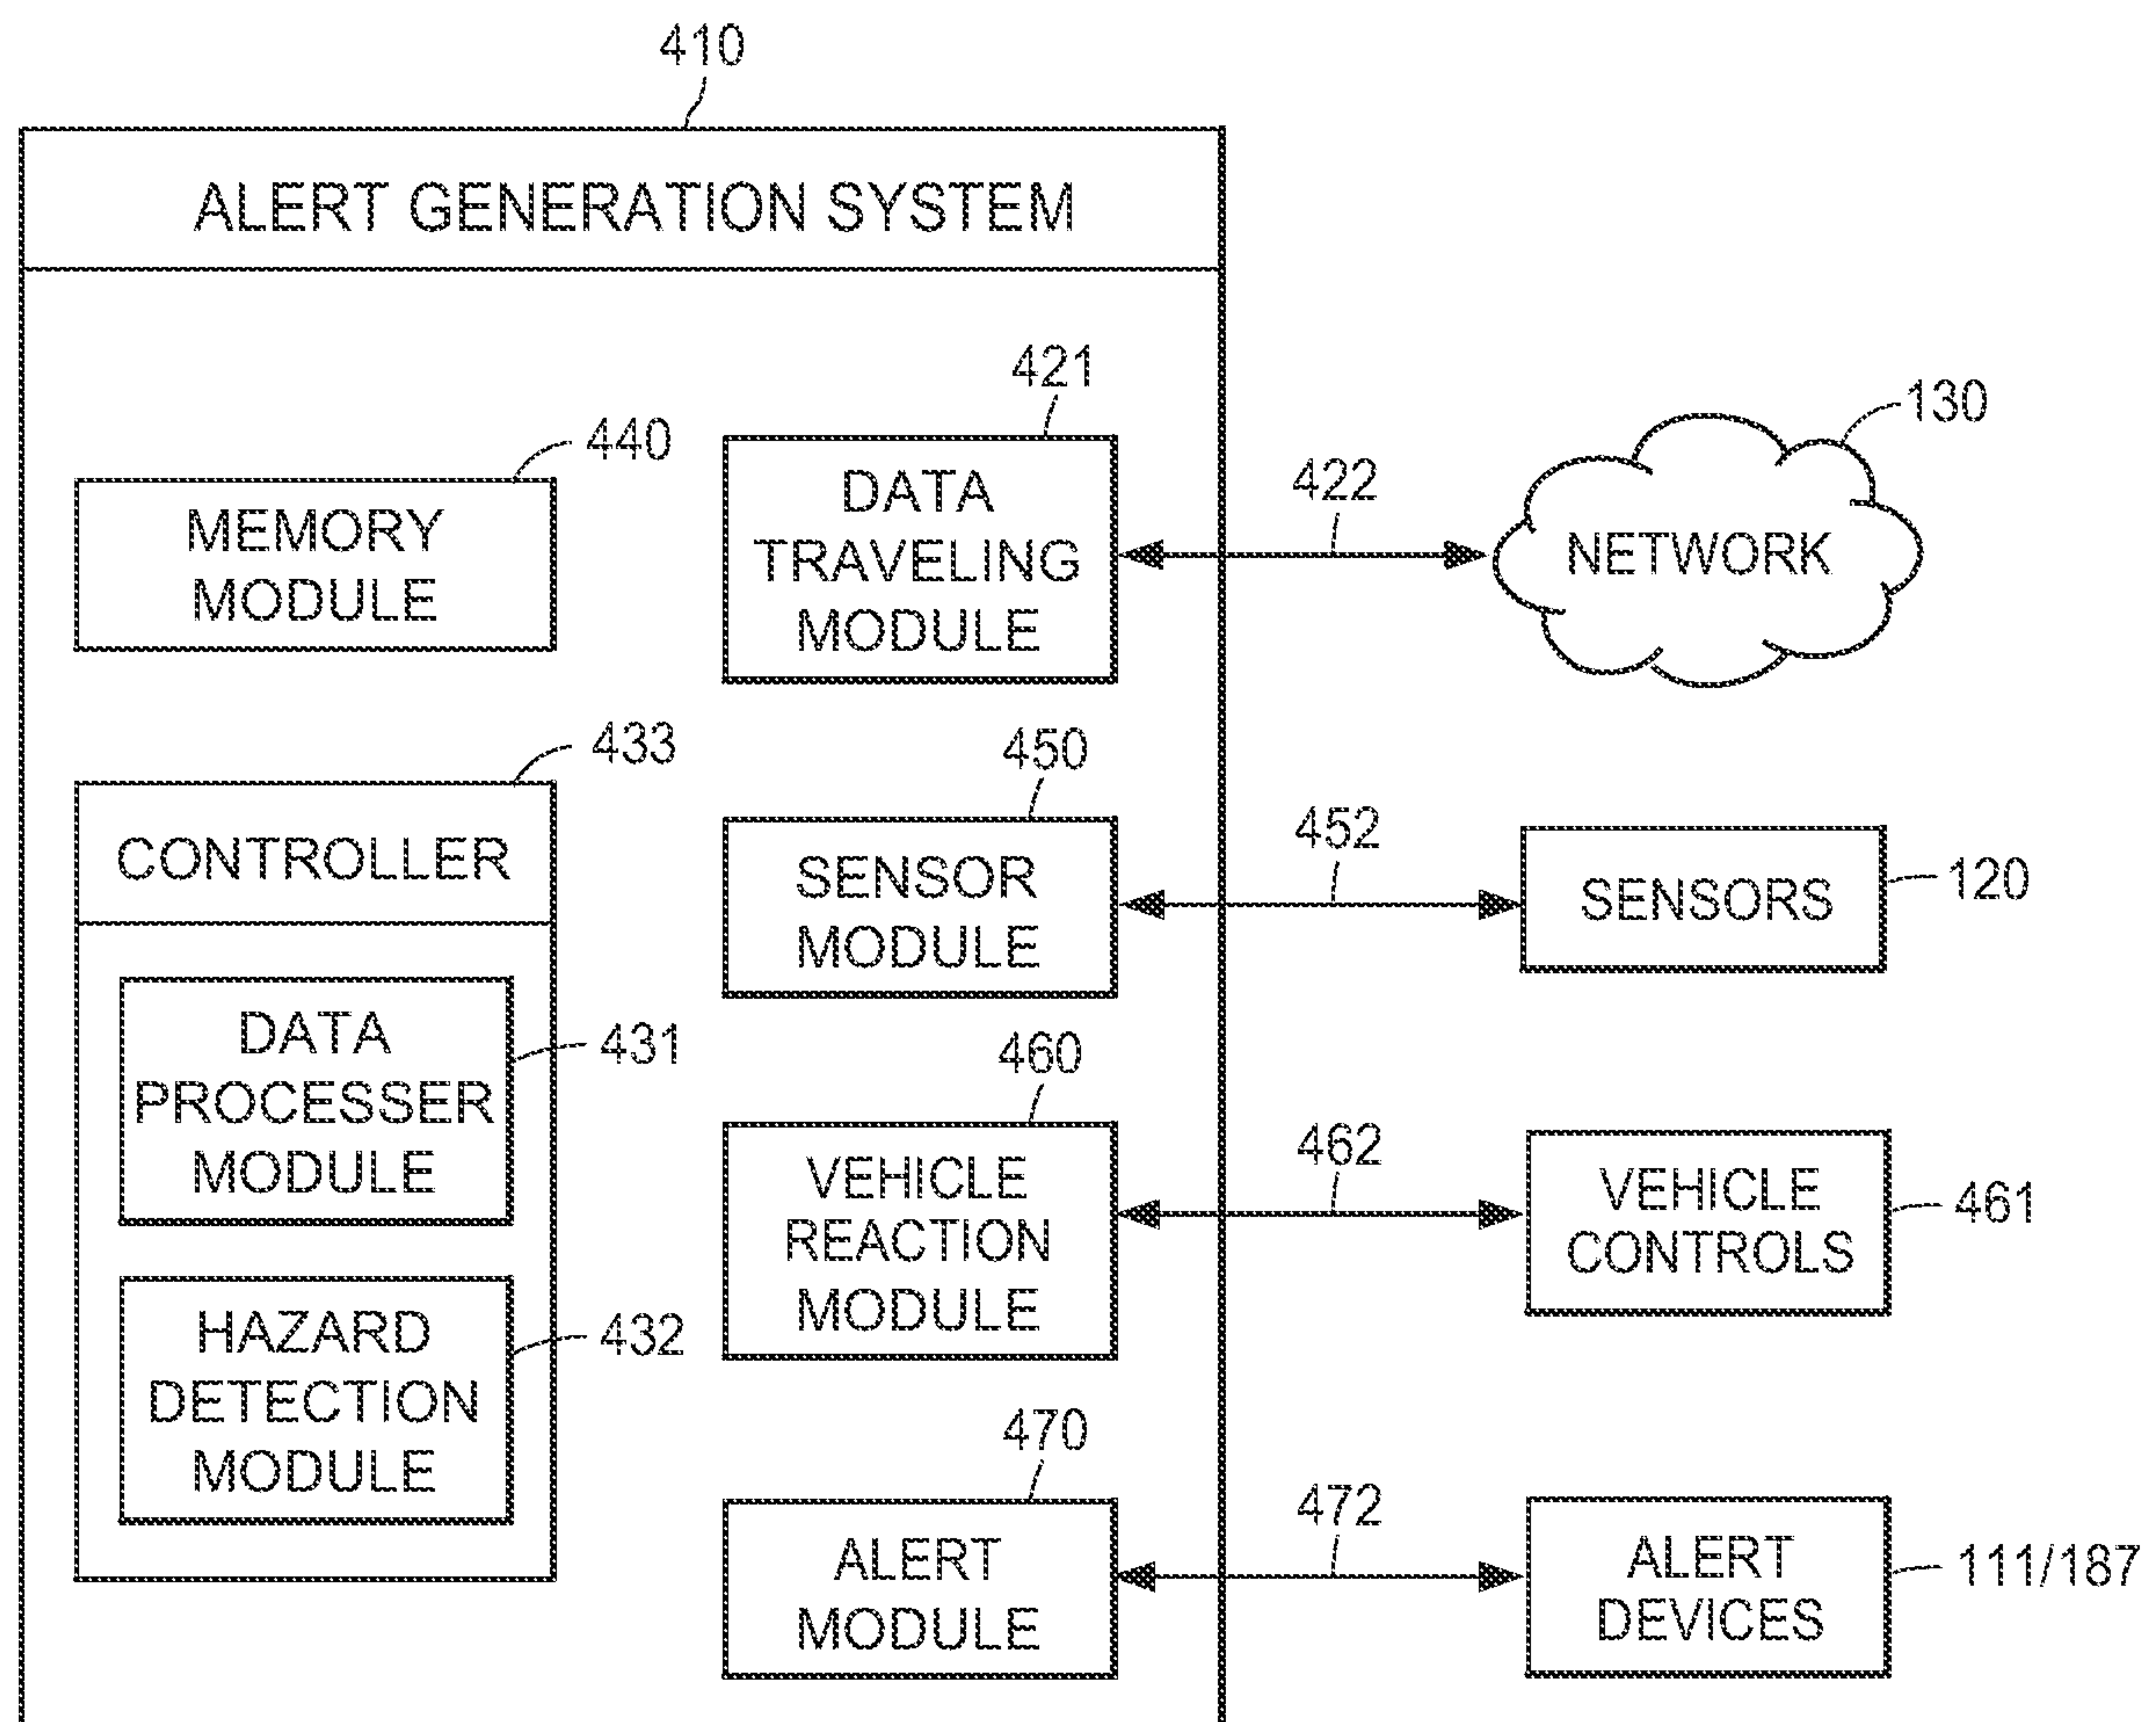 410
ALERT GENERATION SYSTEM
421
440
130
MEMORY
MODULE
DATA
TRAVELING
MODULE
422
NETWORK
433
450
CONTROLLER
SENSOR
MODULE
452
SENSORS
120
DATA
PROCESSER
MODULE
431
460
VEHICLE
REACTION
MODULE
462
VEHICLE
CONTROLS
461
HAZARD
DETECTION
MODULE
432
470
ALERT
MODULE
472
ALERT
DEVICES
111/187